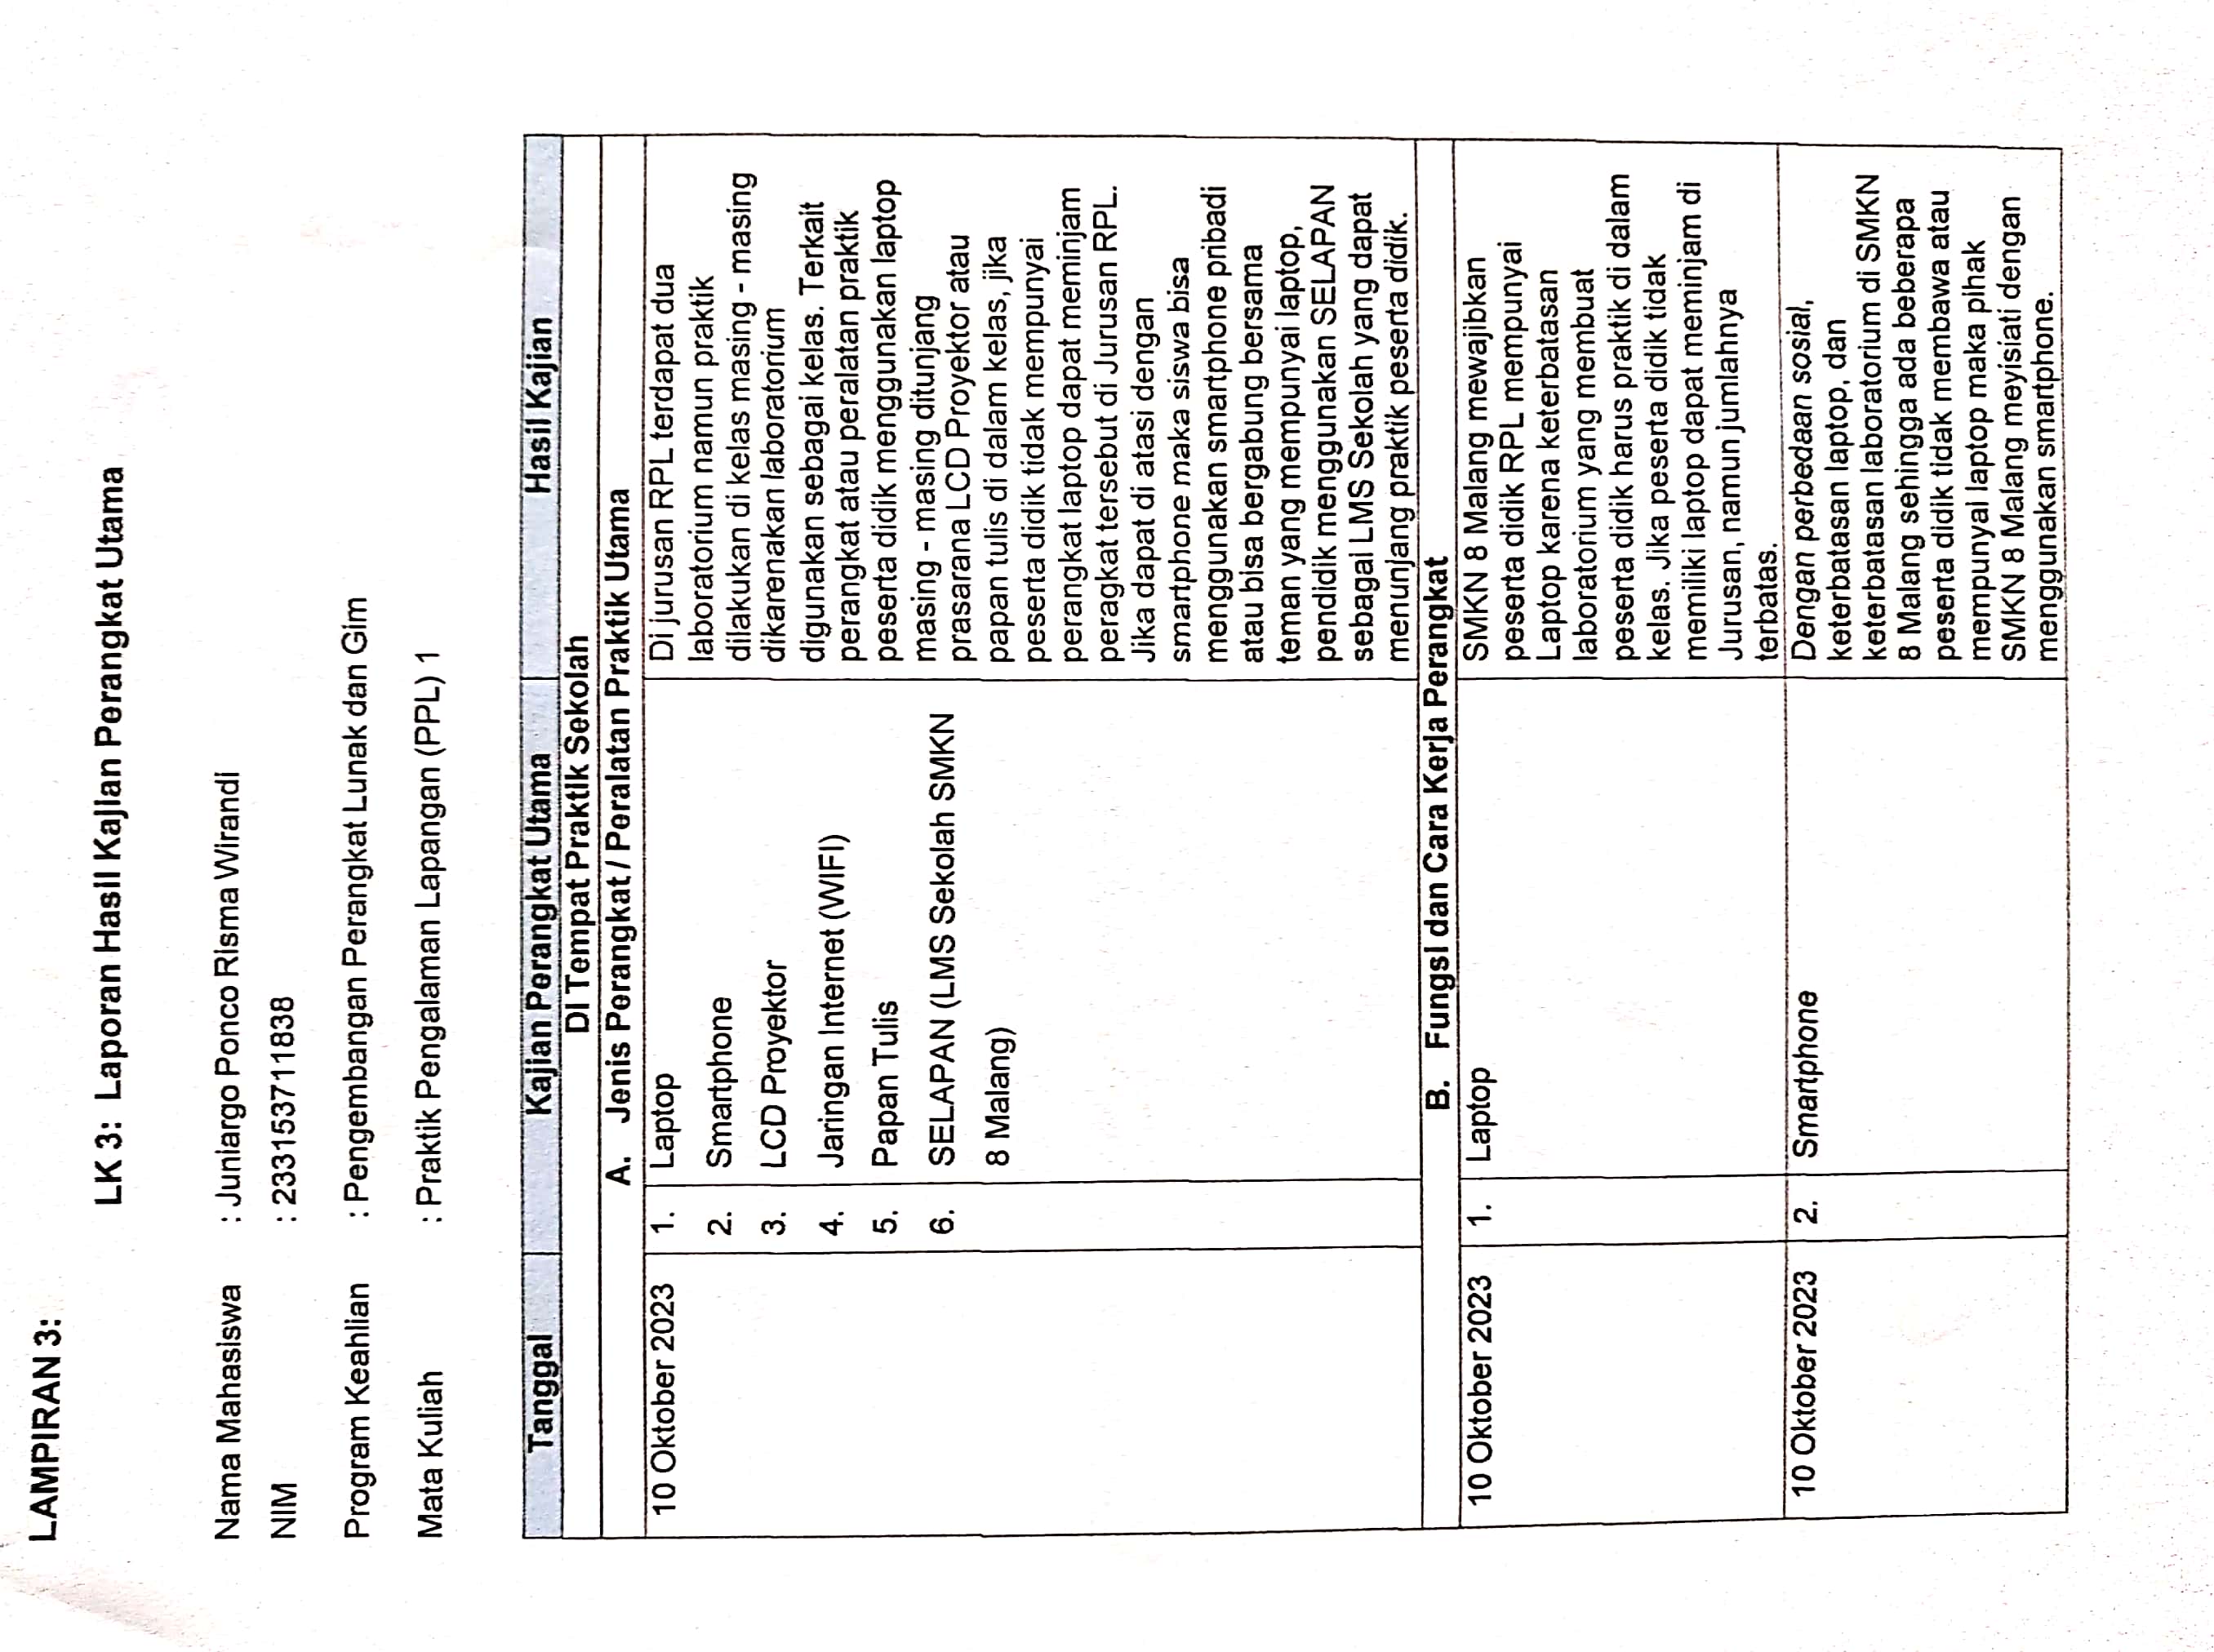 LAMPIRAN 3:
LK 3: Laporan Hasil Kajian Perangkat Utama
Nama Mahasiswa : Juniargo Ponco Risma Wirandi
NIM : 233153711838
Program Keahlian : Pengembangan Perangkat Lunak dan Gim
Mata Kuliah : Praktik Pengalaman Lapangan (PPL) 1
Tanggal Kajian Perangkat Utama Hasil Kajian
Di Tempat Praktik Sekolah
A. Jenis Perangkat / Peralatan Praktik Utama
10 Oktober 2023
1. Laptop
2. Smartphone
3. LCD Proyektor
4. Jaringan Internet (WIFI)
5. Papan Tulis
6. SELAPAN (LMS Sekolah SMKN
8 Malang)
Di jurusan RPL terdapat dua
laboratorium namun praktik
dilakukan di kelas masing - masing
dikarenakan laboratorium
digunakan sebagai kelas. Terkait
perangkat atau peralatan praktik
peserta didik menggunakan laptop
masing - masing ditunjang
prasarana LCD Proyektor atau
papan tulis di dalam kelas, jika
peserta didik tidak mempunyai
perangkat laptop dapat meminjam
peragkat tersebut di Jurusan RPL.
Jika dapat di atasi dengan
smartphone maka siswa bisa
menggunakan smartphone pribadi
atau bisa bergabung bersama
teman yang mempunyai laptop,
pendidik menggunakan SELAPAN
sebagai LMS Sekolah yang dapat
menunjang praktik peserta didik.
B. Fungsi dan Cara Kerja Perangkat
10 Oktober 2023
1. Laptop
SMKN 8 Malang mewajibkan
peserta didik RPL mempunyai
Laptop karena keterbatasan
laboratorium yang membuat
peserta didik harus praktik di dalam
kelas. Jika peserta didik tidak
memiliki laptop dapat meminjam di
Jurusan, namun jumlahnya
terbatas.
10 Oktober 2023
2. Smartphone
Dengan perbedaan sosial,
keterbatasan laptop, dan
keterbatasan laboratorium di SMKN
8 Malang sehingga ada beberapa
peserta didik tidak membawa atau
mempunyai laptop maka pihak
SMKN 8 Malang meyisiati dengan
menggunakan smartphone.